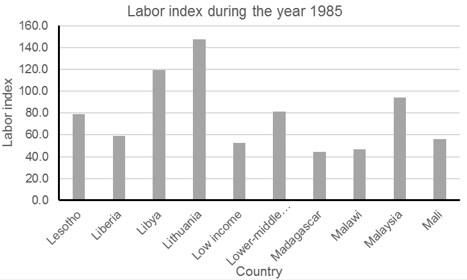 Labor index during the year 1985
160.0
140.0
120.0
100.0
80.0
60.0
40.0
20.0
0.0
Labor index
Lesotho
Liberia
Libya
Lithuania
Low income
Lower-middle...
Madagascar
Malawi
Malaysia
Mali
Country